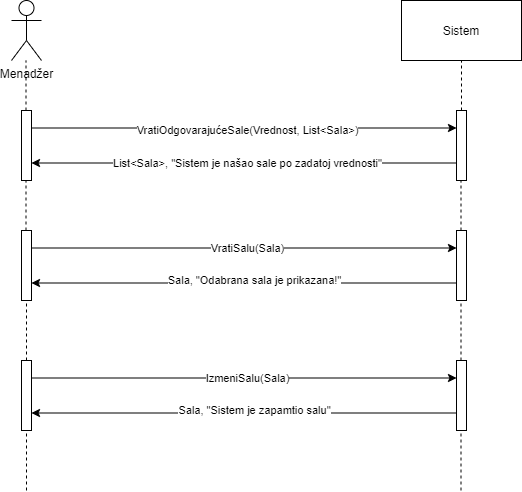 Menadžer
Sistem
VratiOdgovarajućeSale(Vrednost, List<Sala>)
List<Sala>, "Sistem je našao sale po zadatoj vrednosti"
VratiSalu(Sala)
Sala, "Odabrana sala je prikazana!"
IzmeniSalu(Sala)
Sala, "Sistem je zapamtio salu"